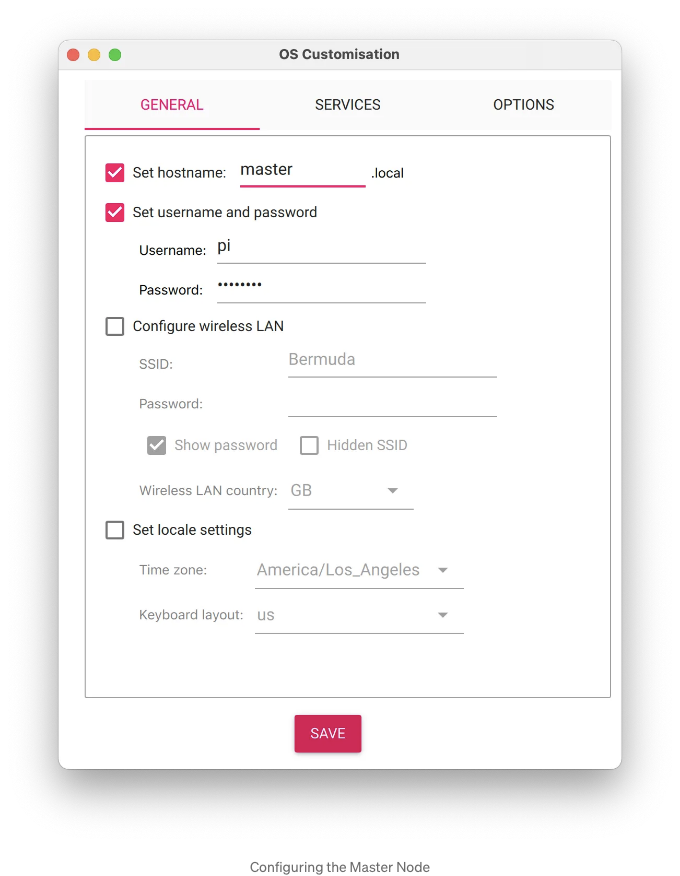 OS Customisation
GENERAL SERVICES OPTIONS
Set hostname: master .local
Set username and password
Username: pi
Password: ••••••••
Configure wireless LAN
SSID: Bermuda
Password:
Show password Hidden SSID
Wireless LAN country: GB
Set locale settings
Time zone: America/Los_Angeles
Keyboard layout: us
SAVE
Configuring the Master Node